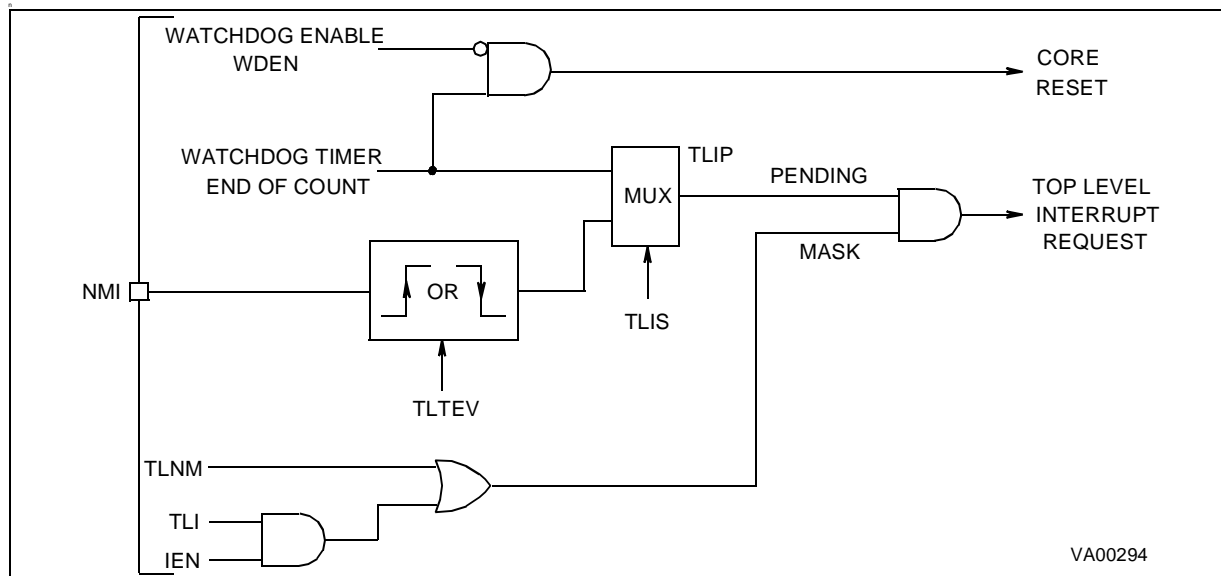 WATCHDOG ENABLE
WDEN
CORE
RESET
WATCHDOG TIMER
END OF COUNT
TLIP
MUX
PENDING
TOP LEVEL
INTERRUPT
REQUEST
MASK
NMI
OR
TLIS
TLTEV
TLNM
TLI
IEN
VA00294